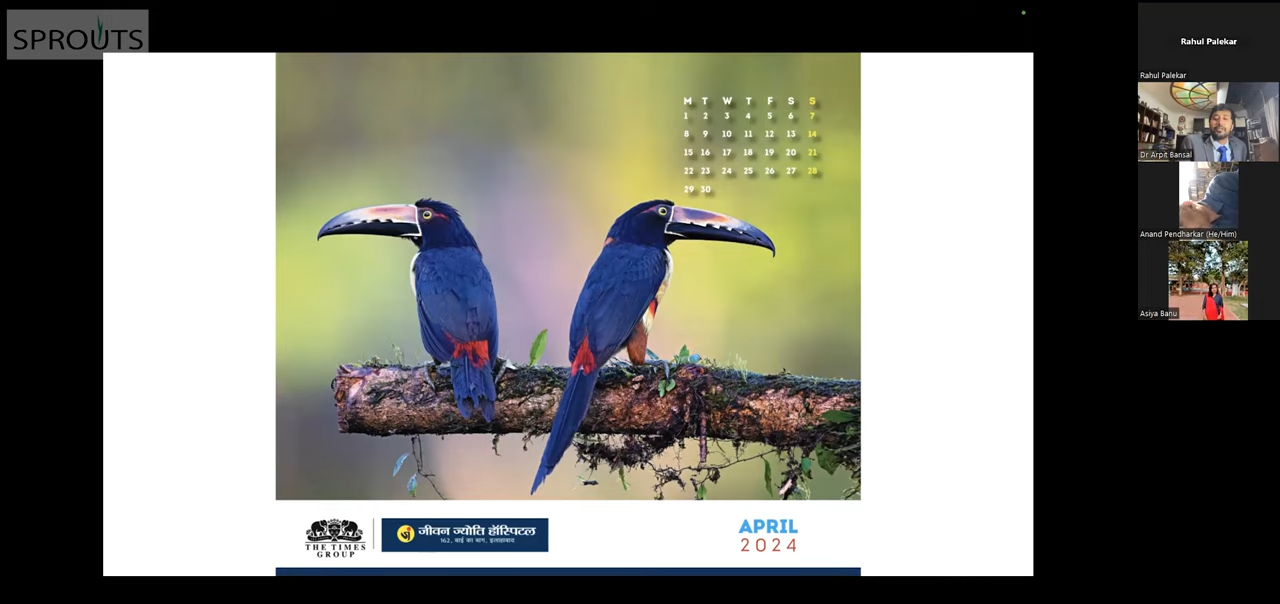 SPROUTS
M T W T F S S
1 2 3 4 5 6 7
8 9 10 11 12 13 14
15 16 17 18 19 20 21
22 23 24 25 26 27 28
29 30
THE TIMES
GROUP
जीवन ज्योति हॉस्पिटल
162, बाई का बाग, इलाहाबाद
APRIL
2024
Rahul Palekar
Rahul Palekar
Dr Arpit Bansal
Anand Pendharkar (He/Him)
Asiya Banu